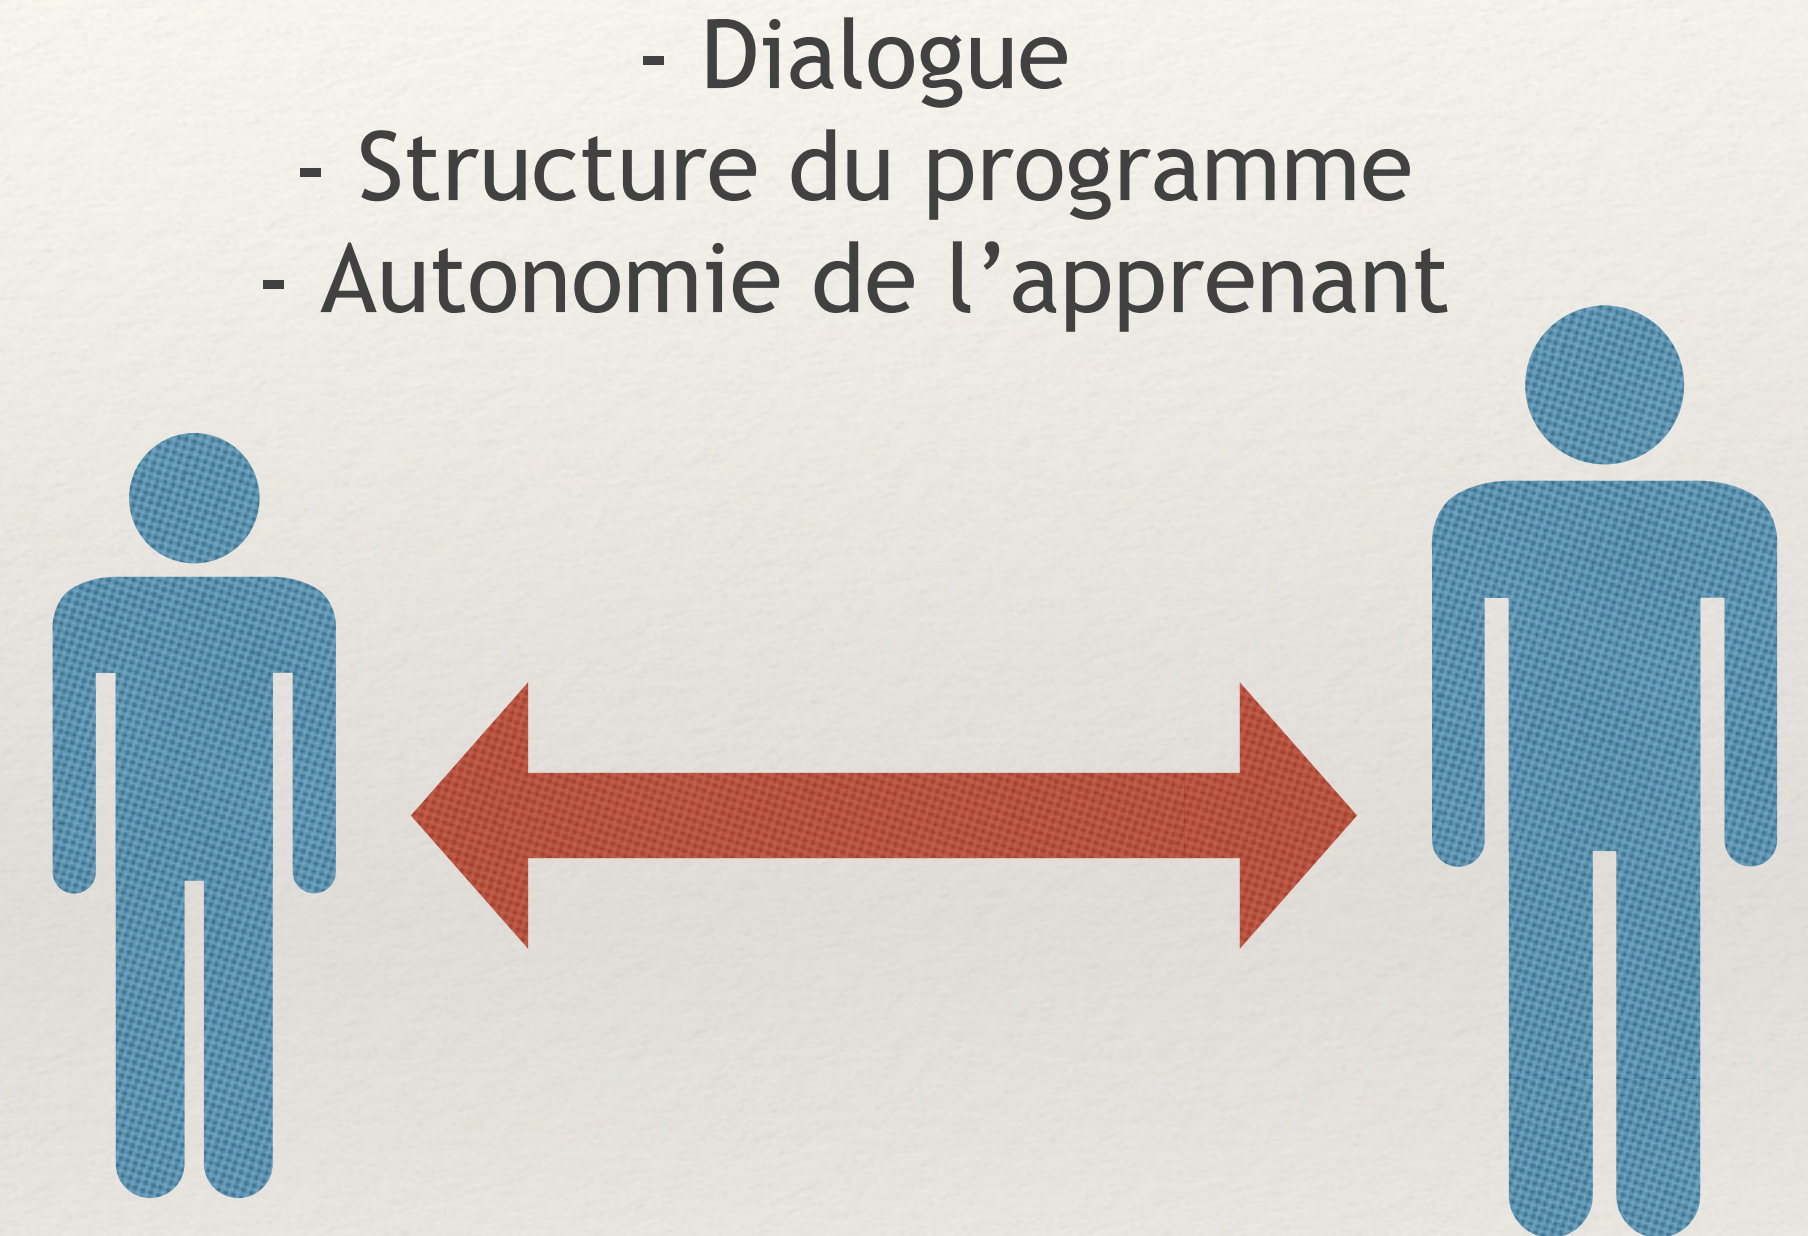 - Dialogue
- Structure du programme
- Autonomie de l’apprenant